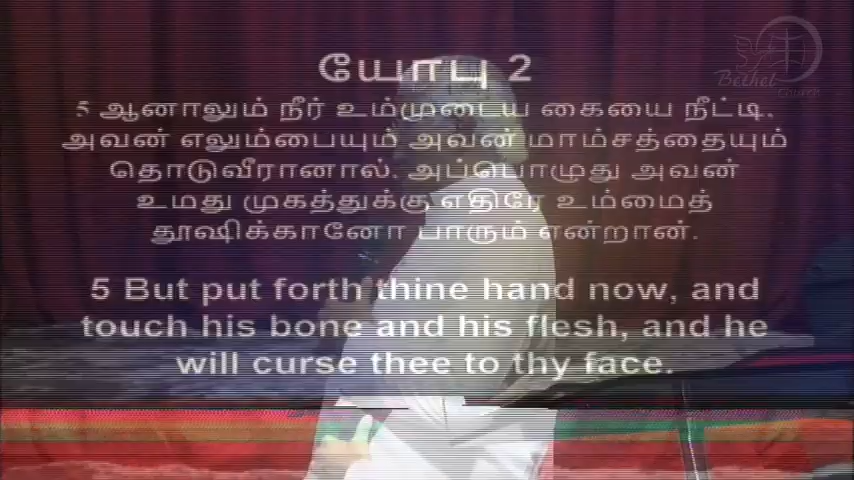 Bethel
Church
யோபு 2
5 ஆனாலும் நீர் உம்முடைய கையை நீட்டி,
அவன் எலும்பையும் அவன் மாம்சத்தையும்
தொடுவீரானால், அப்பொழுது அவன்
உமது முகத்துக்கு எதிரே உம்மைத்
தூஷிக்கானோ பாரும் என்றான்.
5 But put forth thine hand now, and
touch his bone and his flesh, and he
will curse thee to thy face.